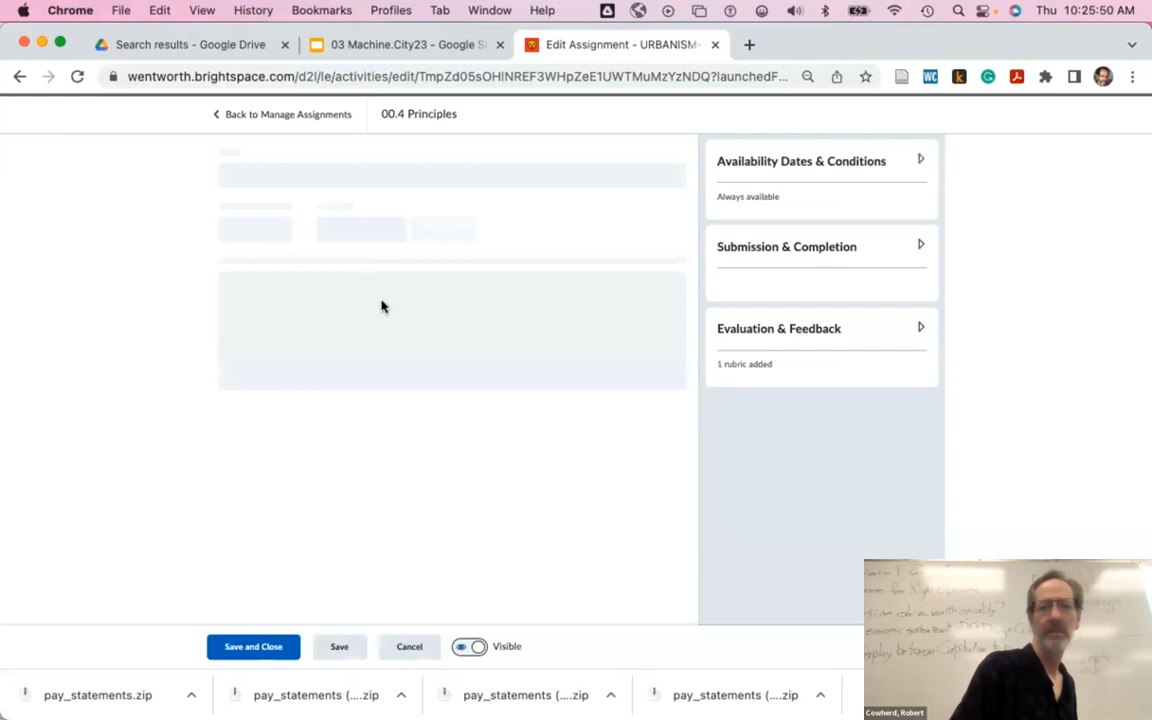 Chrome File Edit View History Bookmarks Profiles Tab Window Help Thu 10:25:50 AM
Search results - Google Drive 03 Machine.City23 - Google S Edit Assignment - URBANISM-
wentworth.brightspace.com/d2l/le/activities/edit/TmpZd05sOHlNREF3WHpZeE1UWTMuMzYzNDQ?launchedF...
Back to Manage Assignments 00.4 Principles
Availability Dates & Conditions
Always available
Submission & Completion
Evaluation & Feedback
1 rubric added
Save and Close Save Cancel Visible
pay_statements.zip pay_statements (....zip pay_statements (....zip pay_statements (....zip
Cowherd, Robert